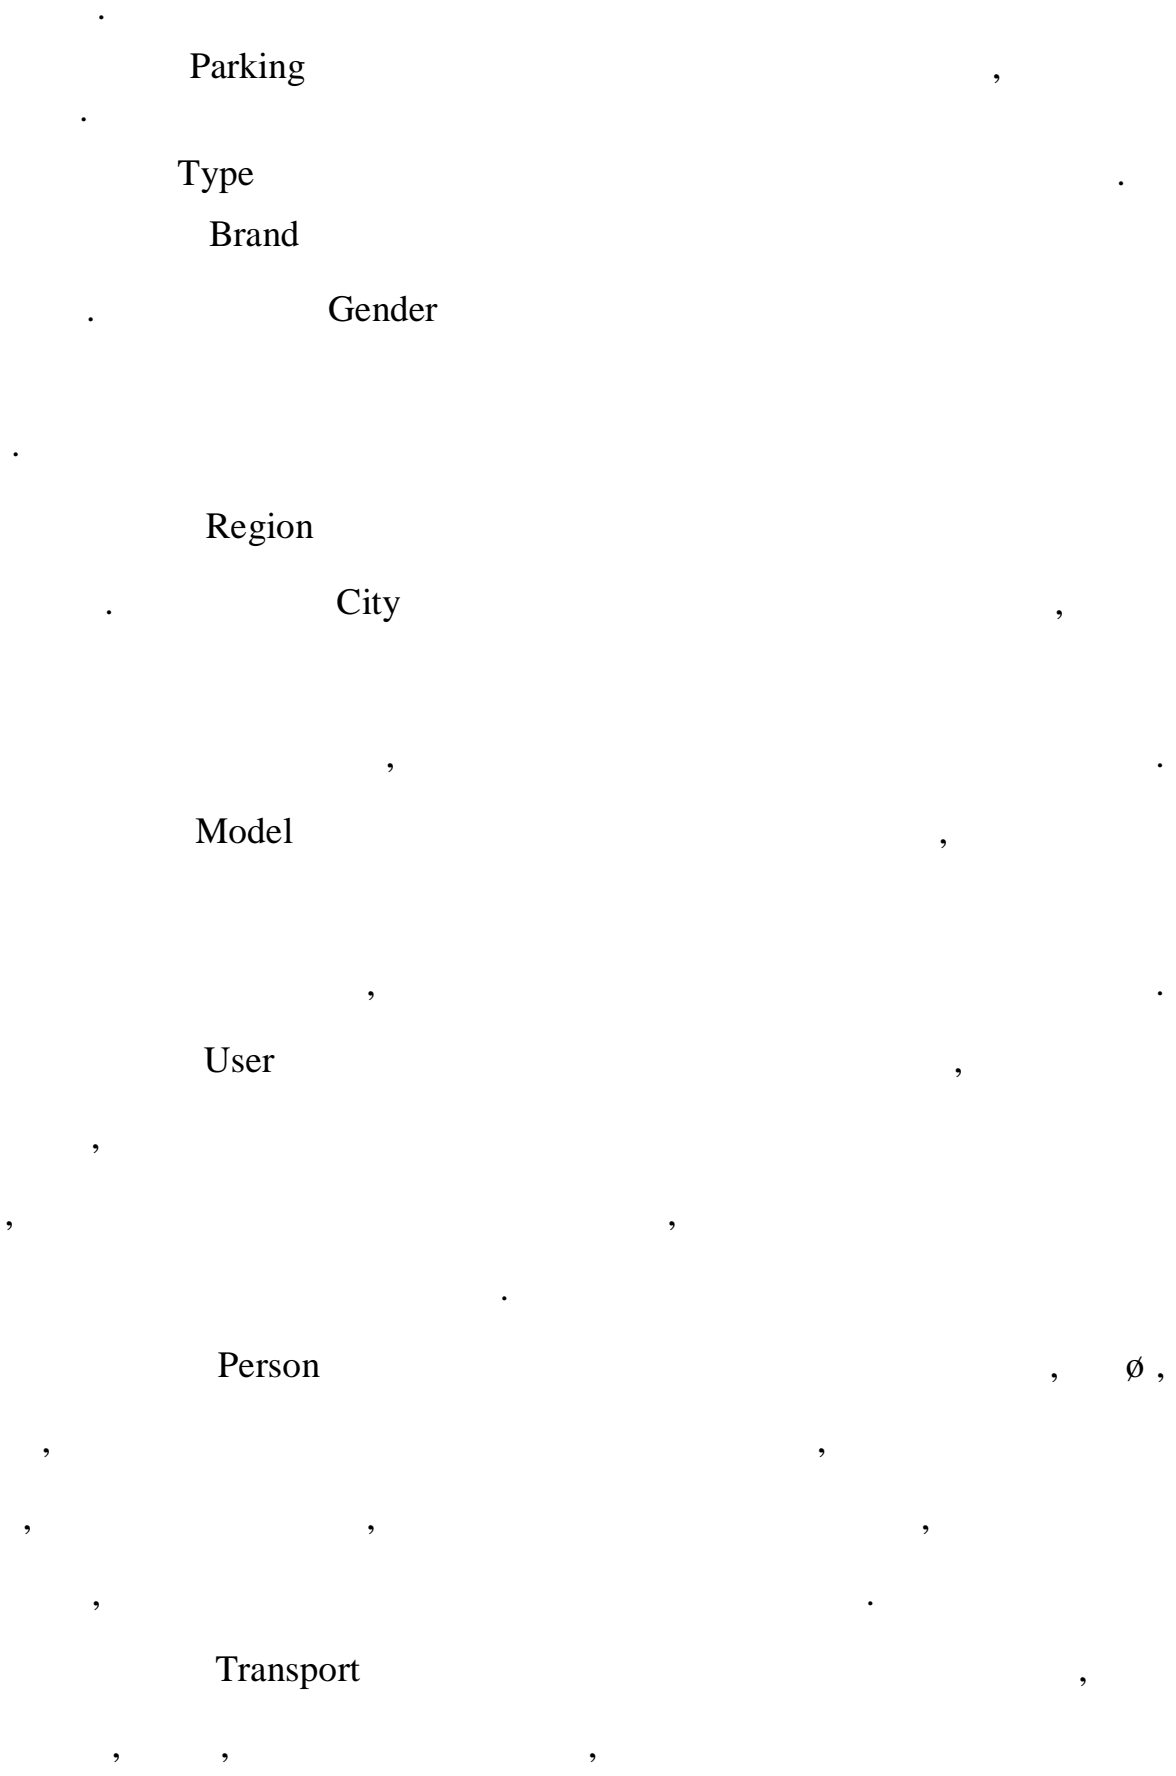 .
Parking ,
.
Type .
Brand
. Gender
.
Region
. City ,
, .
Model ,
, .
User ,
,
, ,
.
Person , ø ,
, ,
, , ,
, .
Transport ,
, , ,